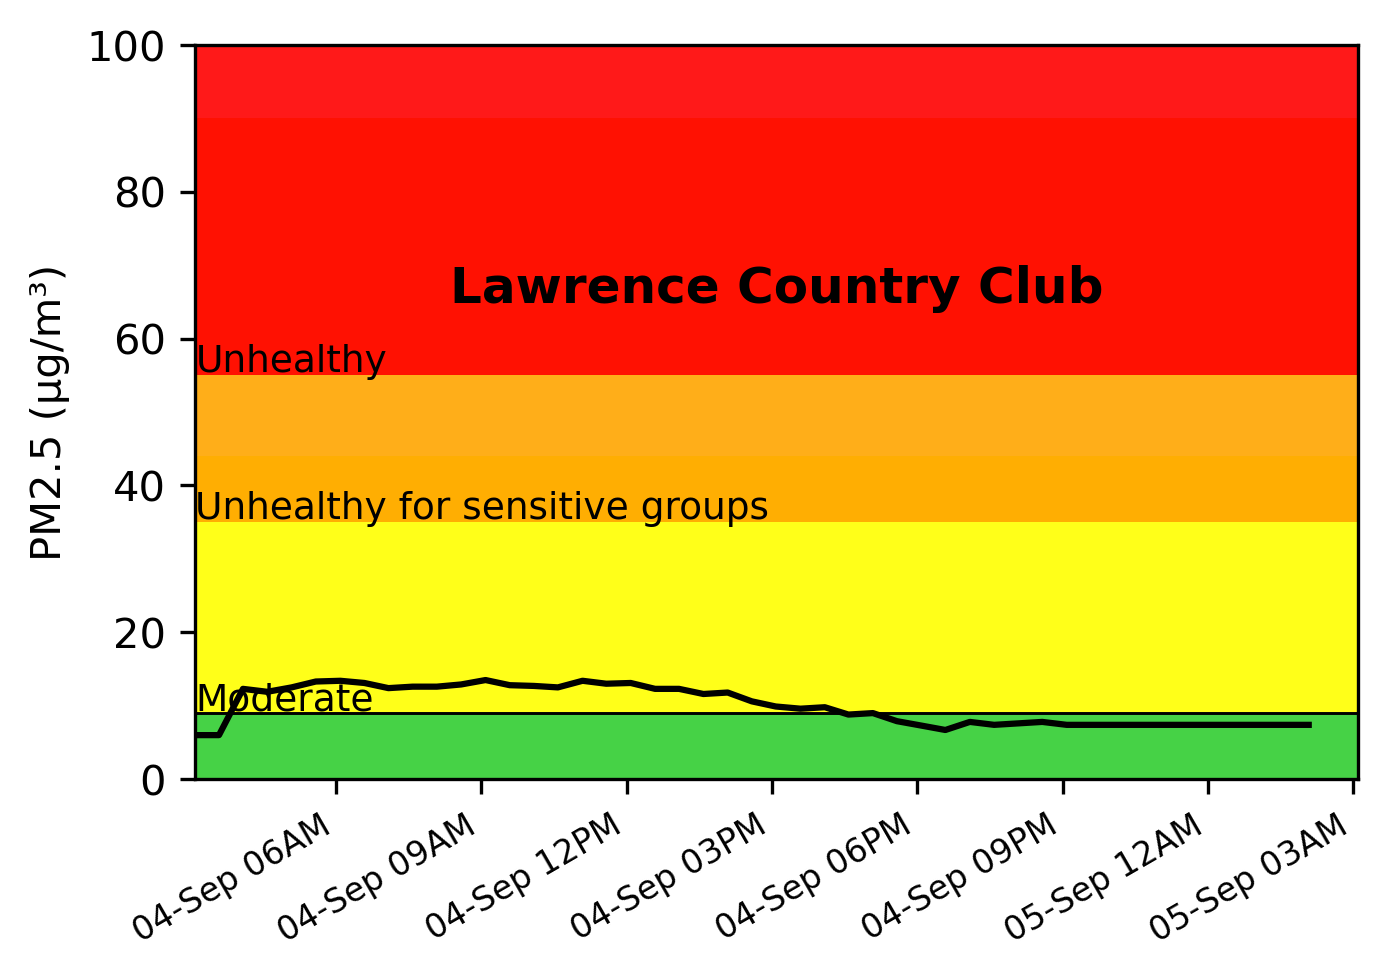 100
80
60
40
20
0
PM2.5 (µg/m³)
Lawrence Country Club
Unhealthy
Unhealthy for sensitive groups
Moderate
04-Sep 06AM
04-Sep 09AM
04-Sep 12PM
04-Sep 03PM
04-Sep 06PM
04-Sep 09PM
05-Sep 12AM
05-Sep 03AM